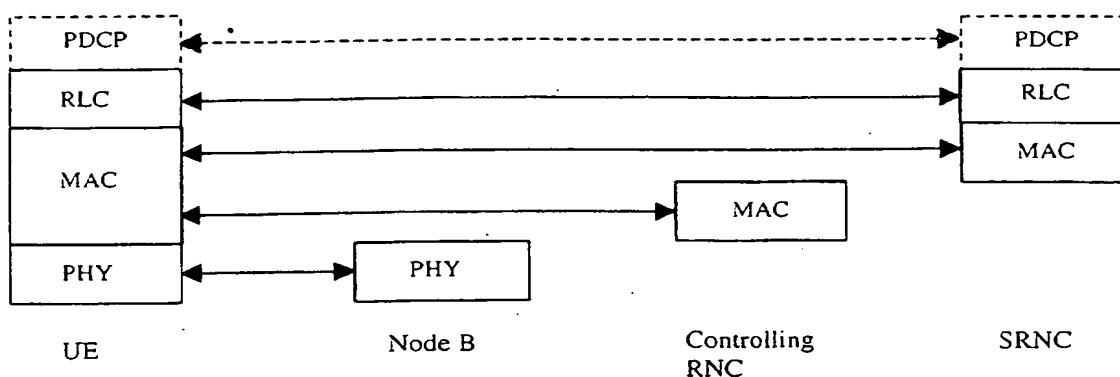 PDCP PDCP
RLC RLC
MAC MAC
MAC
PHY PHY
UE Node B Controlling RNC SRNC